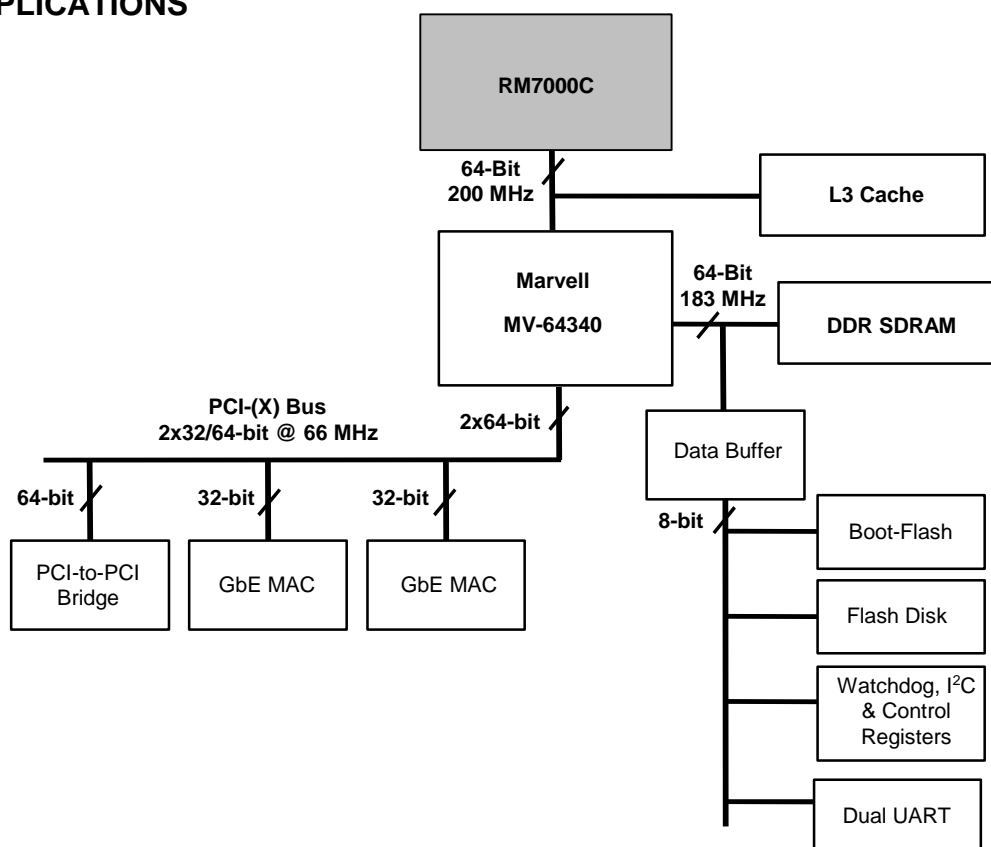 PLICATIONS
RM7000C
64-Bit
200 MHz
L3 Cache
Marvell
MV-64340
64-Bit
183 MHz
DDR SDRAM
PCI-(X) Bus
2x32/64-bit @ 66 MHz
2x64-bit
Data Buffer
64-bit
32-bit
32-bit
8-bit
PCI-to-PCI
Bridge
GbE MAC
GbE MAC
Boot-Flash
Flash Disk
Watchdog, I²C
& Control
Registers
Dual UART